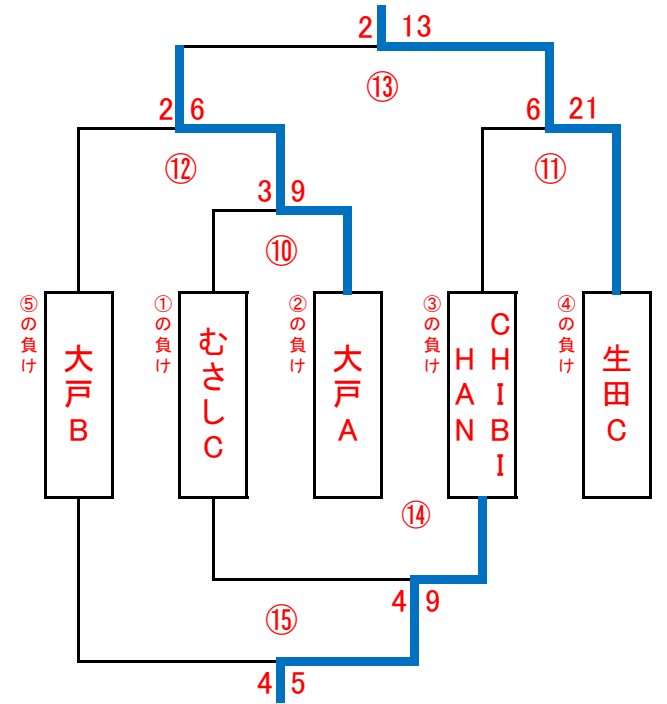 2 13
⑬
2 6
6 21
⑫
⑪
3 9
⑩
⑤の負け
大戸B
①の負け
むさしC
②の負け
大戸A
③の負け
CHIBI
HAN
④の負け
生田C
⑭
4 9
⑮
4 5